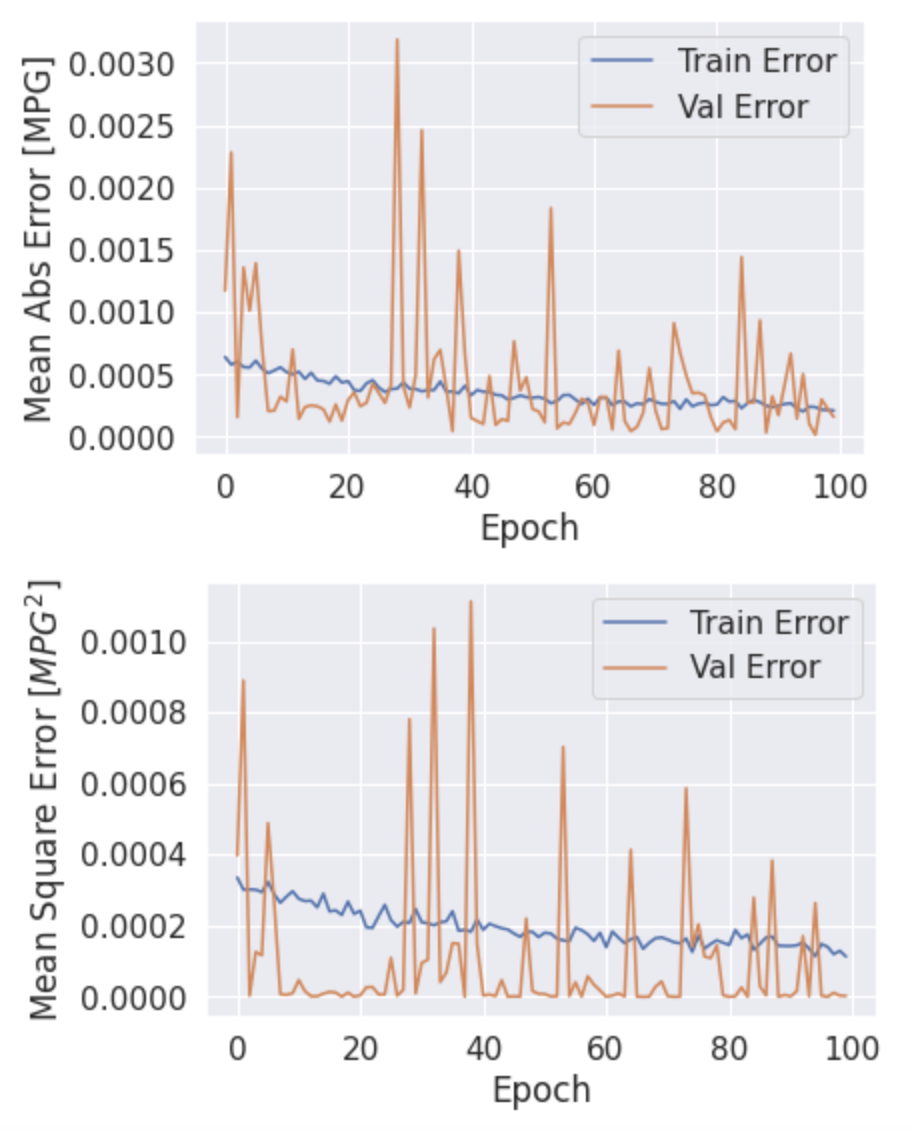 Mean Abs Error [MPG]
0.0030
0.0025
0.0020
0.0015
0.0010
0.0005
0.0000
Train Error
Val Error
0 20 40 60 80 100
Epoch
Mean Square Error [MPG²]
0.0010
0.0008
0.0006
0.0004
0.0002
0.0000
Train Error
Val Error
0 20 40 60 80 100
Epoch